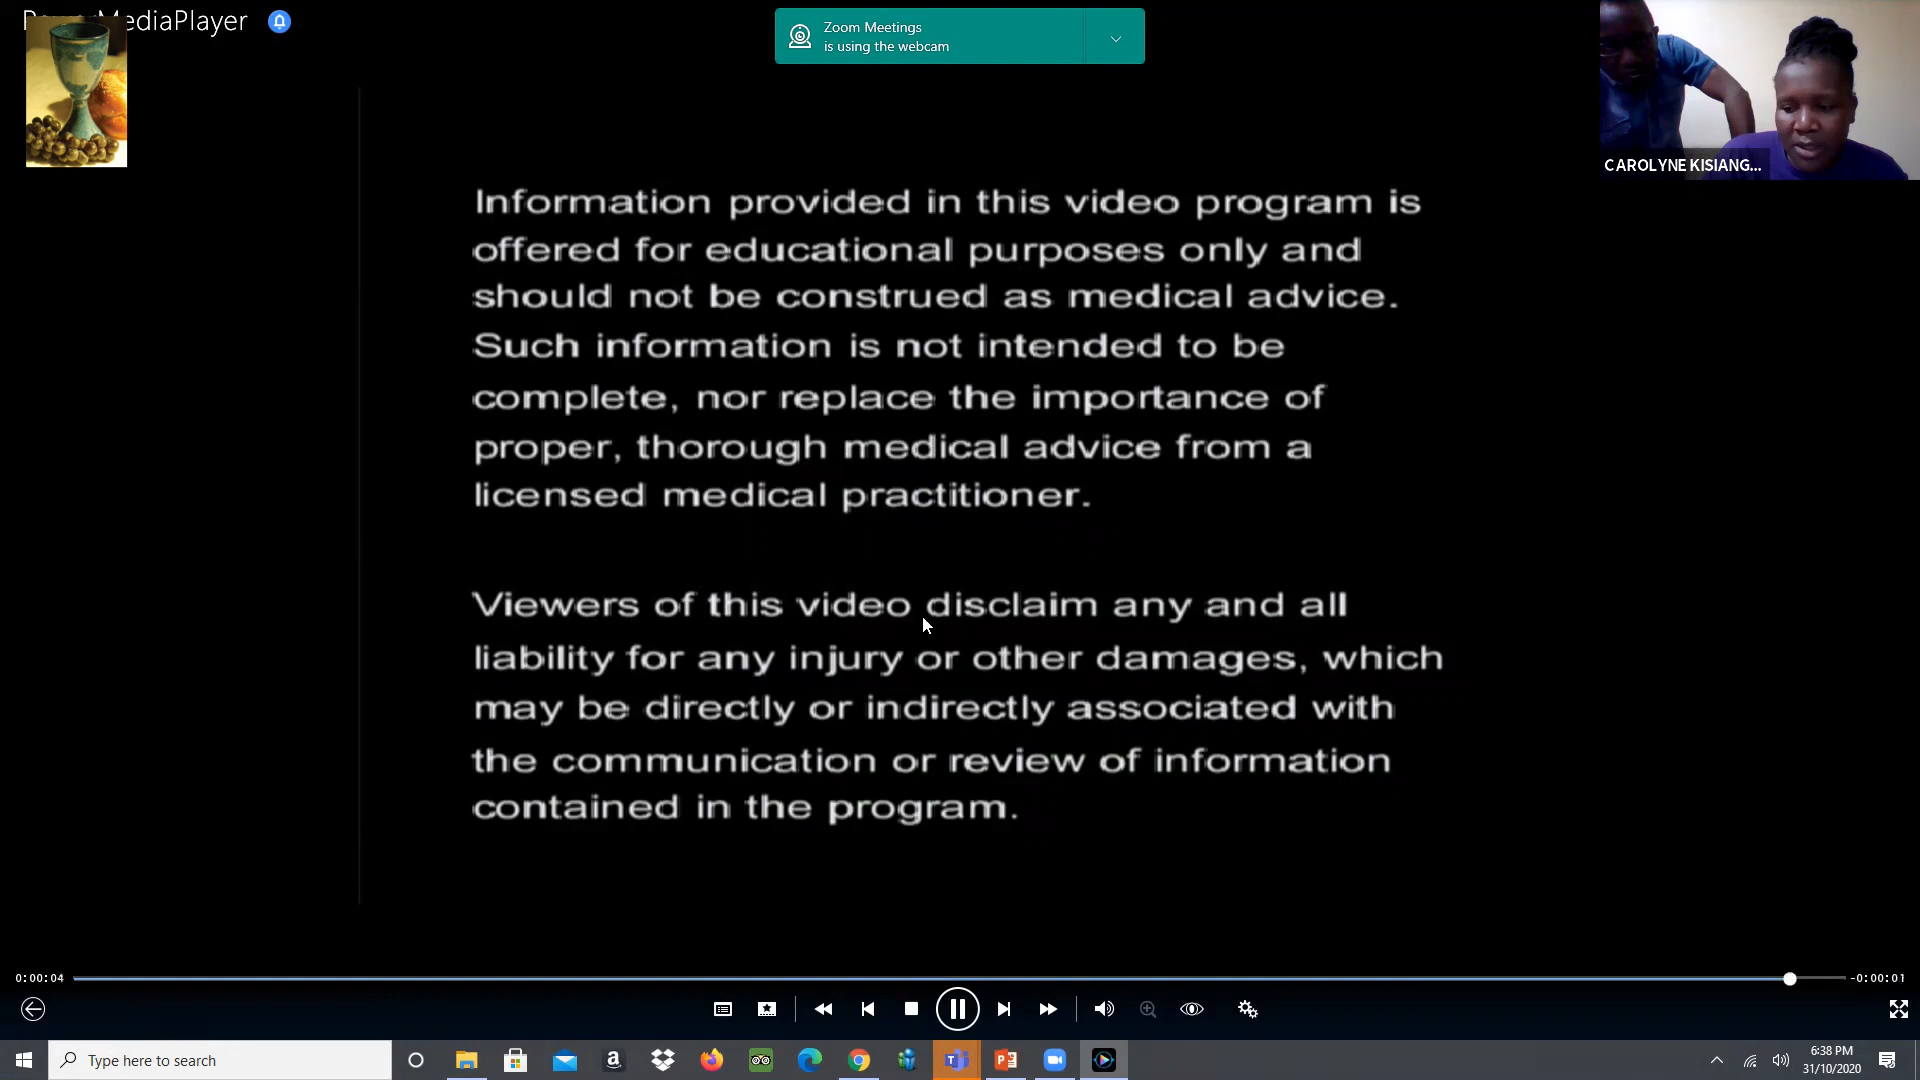 MediaPlayer
Zoom Meetings
is using the webcam
CAROLYNE KISIANG...
Information provided in this video program is
offered for educational purposes only and
should not be construed as medical advice.
Such information is not intended to be
complete, nor replace the importance of
proper, thorough medical advice from a
licensed medical practitioner.
Viewers of this video disclaim any and all
liability for any injury or other damages, which
may be directly or indirectly associated with
the communication or review of information
contained in the program.
0:00:04
-0:00:01
Type here to search
6:38 PM
31/10/2020